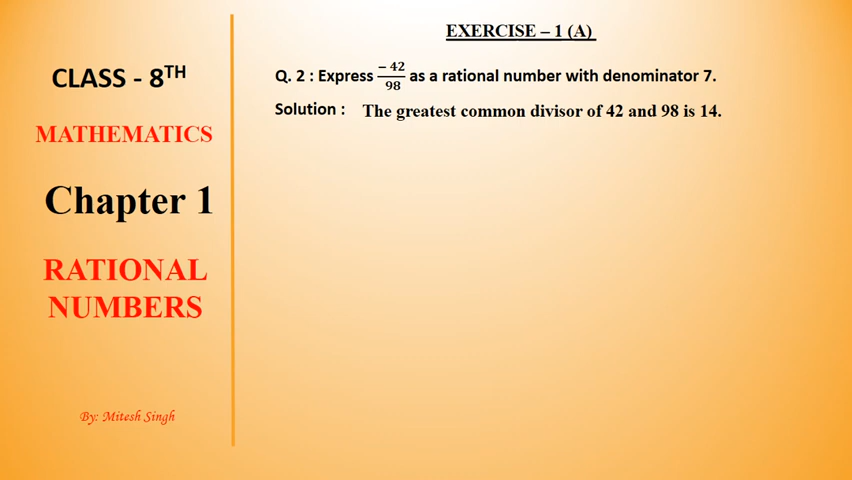 EXERCISE – 1 (A)
CLASS - 8TH
MATHEMATICS
Chapter 1
RATIONAL
NUMBERS
By: Mitesh Singh
Q. 2 : Express − 42/98 as a rational number with denominator 7.
Solution : The greatest common divisor of 42 and 98 is 14.